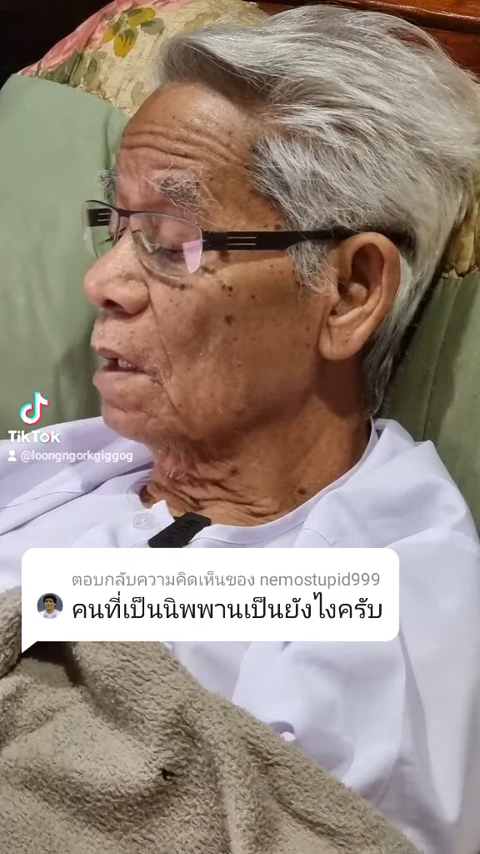 TikTok
@loongngorkgiggog
ตอบกลับความคิดเห็นของ nemostupid999
คนที่เป็นนิพพานเป็นยังไงครับ